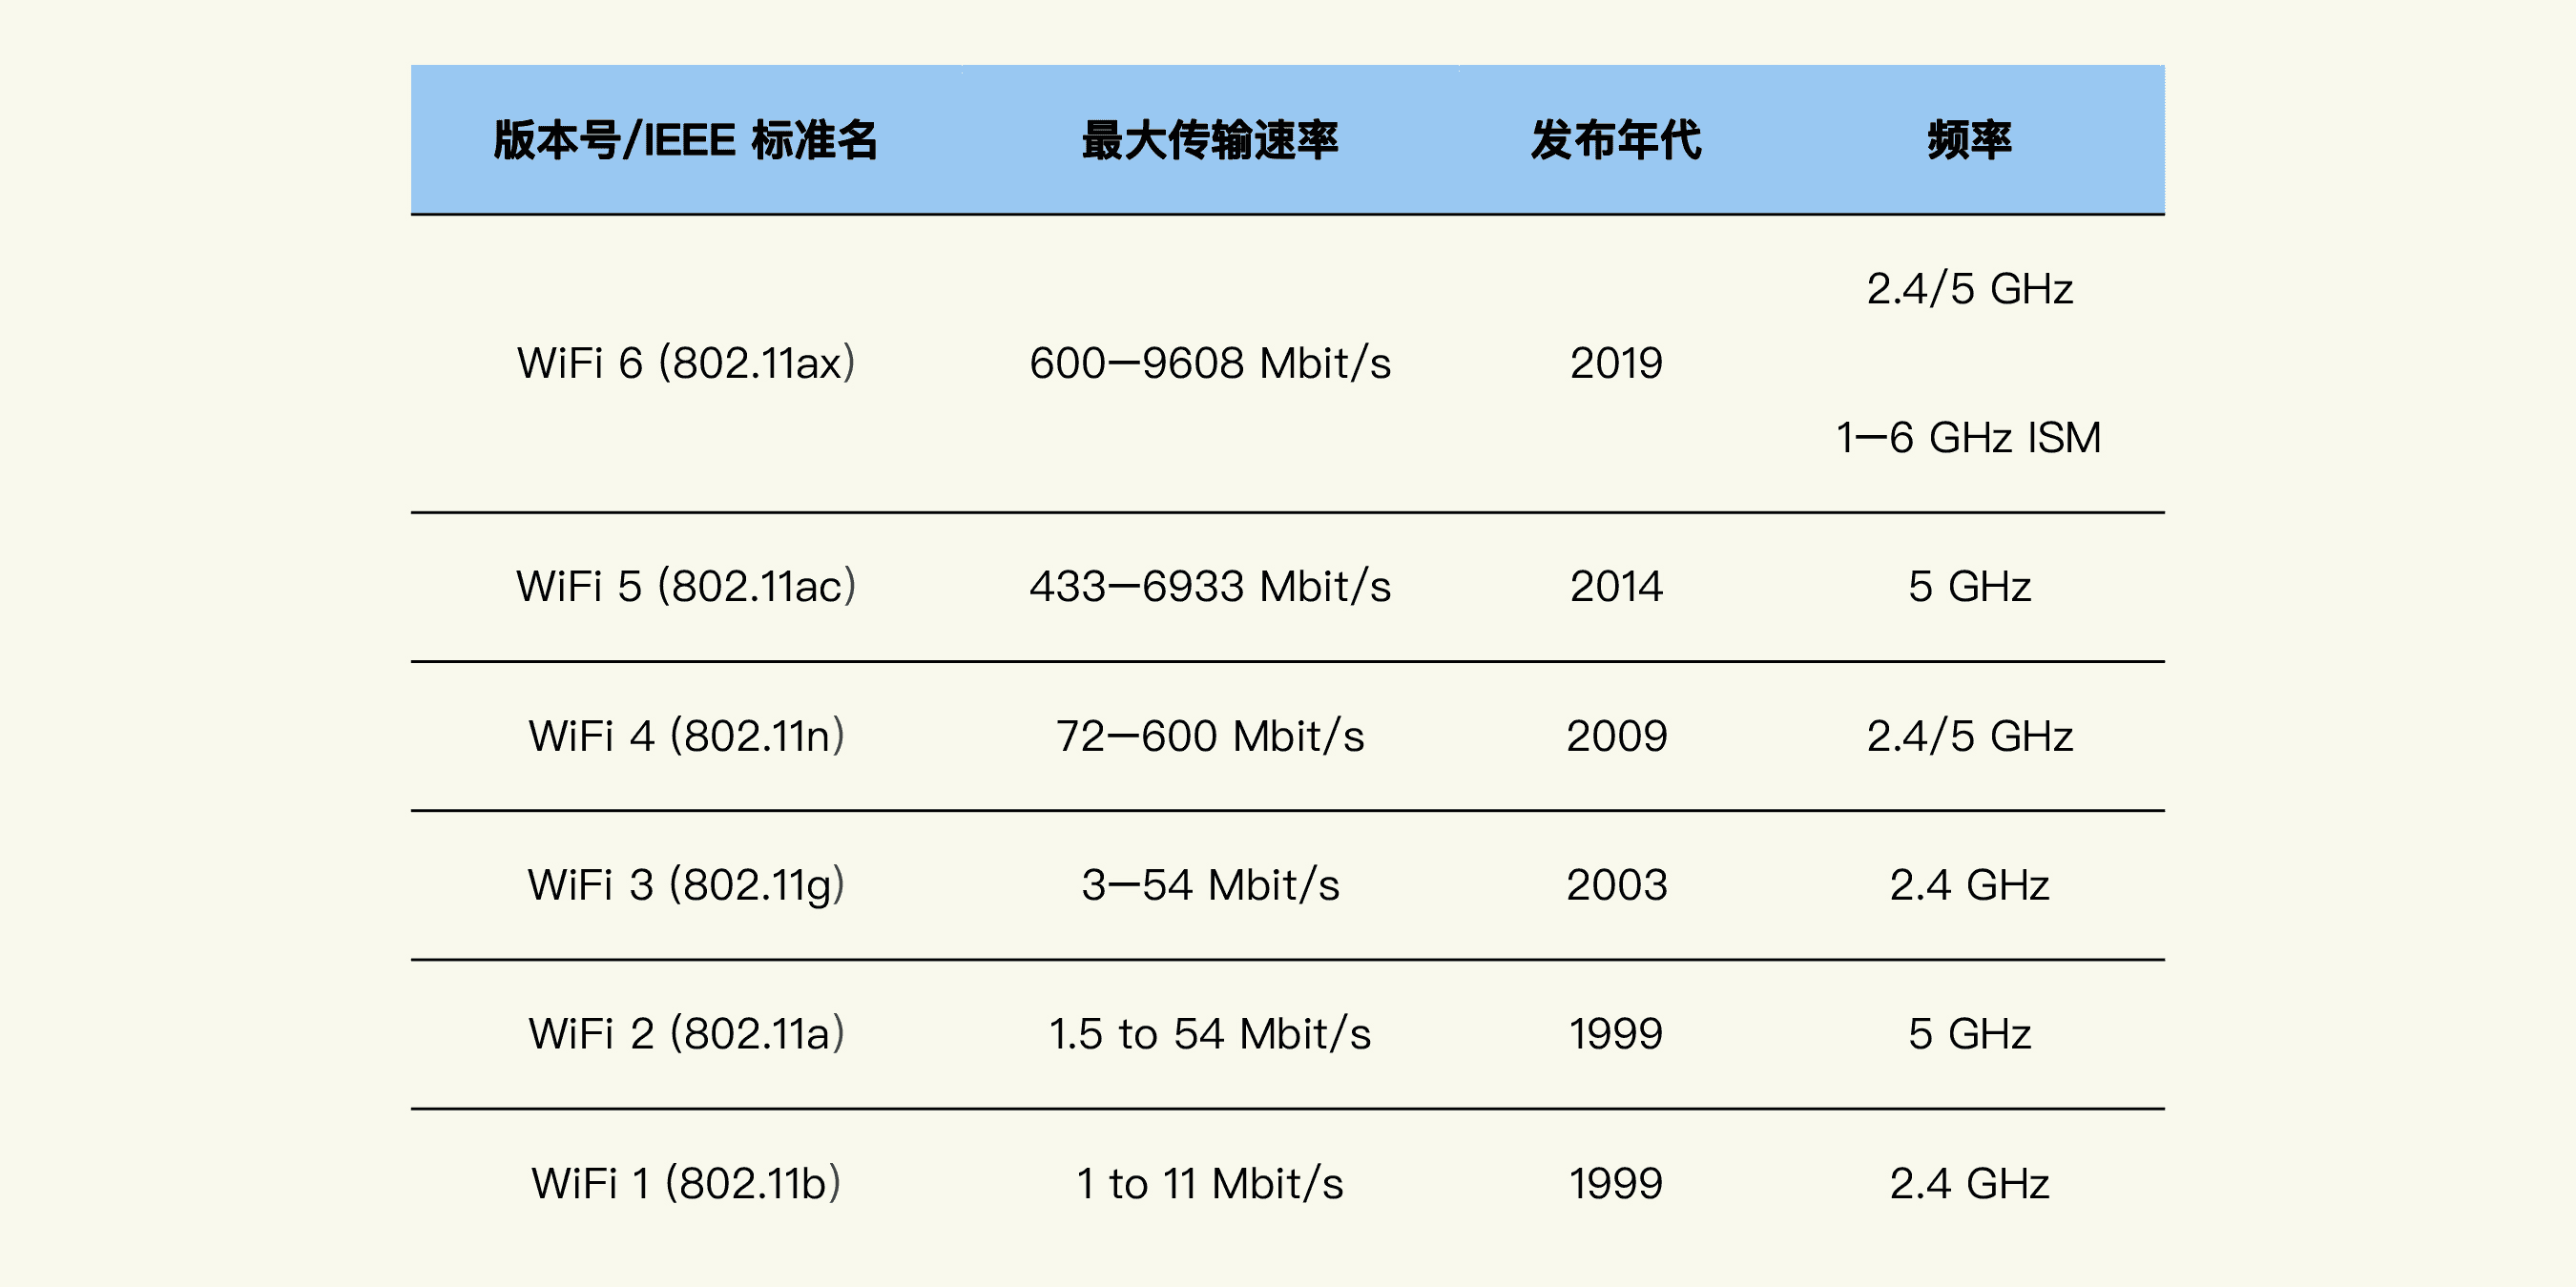 版本号/IEEE 标准名 最大传输速率 发布年代 频率
WiFi 6 (802.11ax) 600—9608 Mbit/s 2019 2.4/5 GHz
1—6 GHz ISM
WiFi 5 (802.11ac) 433—6933 Mbit/s 2014 5 GHz
WiFi 4 (802.11n) 72—600 Mbit/s 2009 2.4/5 GHz
WiFi 3 (802.11g) 3—54 Mbit/s 2003 2.4 GHz
WiFi 2 (802.11a) 1.5 to 54 Mbit/s 1999 5 GHz
WiFi 1 (802.11b) 1 to 11 Mbit/s 1999 2.4 GHz